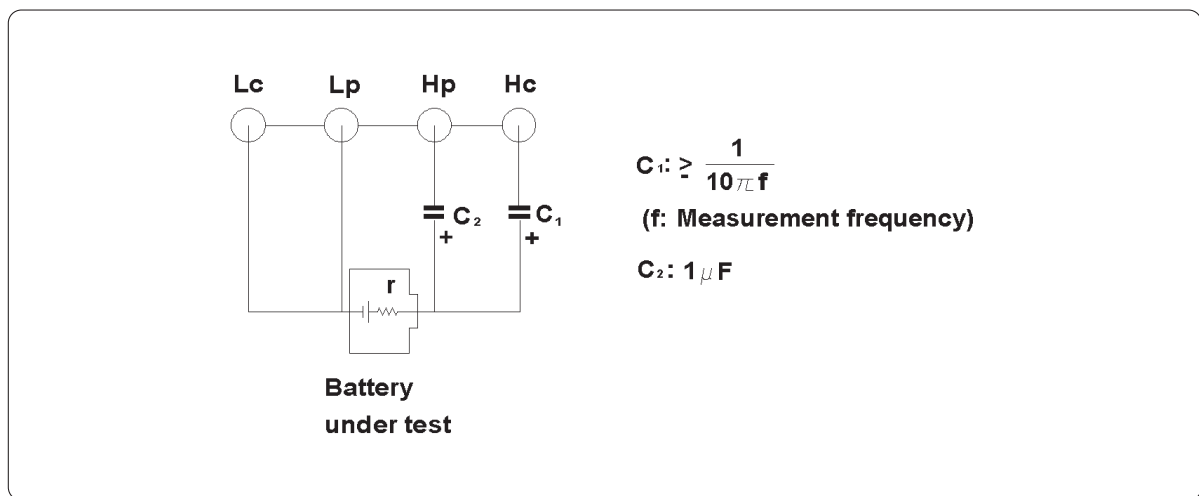 Lc Lp Hp Hc
C₁: ≥ 1/10πf
(f: Measurement frequency)
C₂ + C₁ +
C₂: 1μF
r
Battery
under test